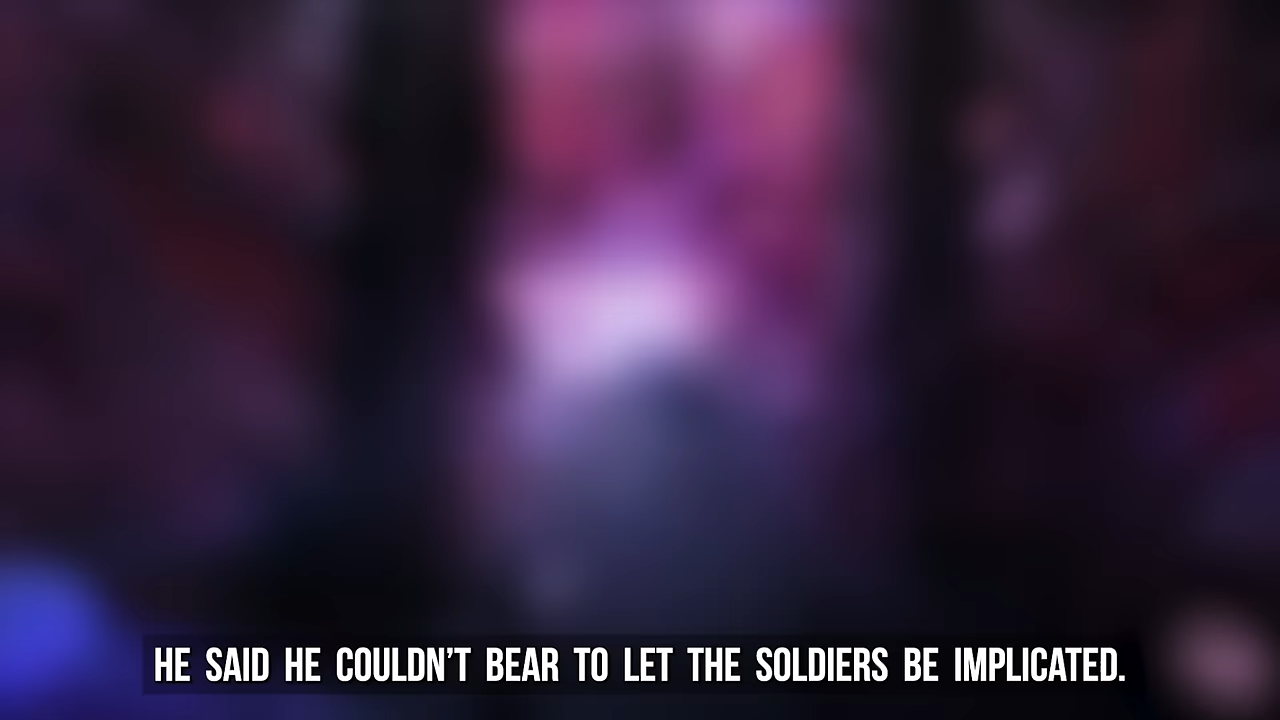 HE SAID HE COULDN'T BEAR TO LET THE SOLDIERS BE IMPLICATED.